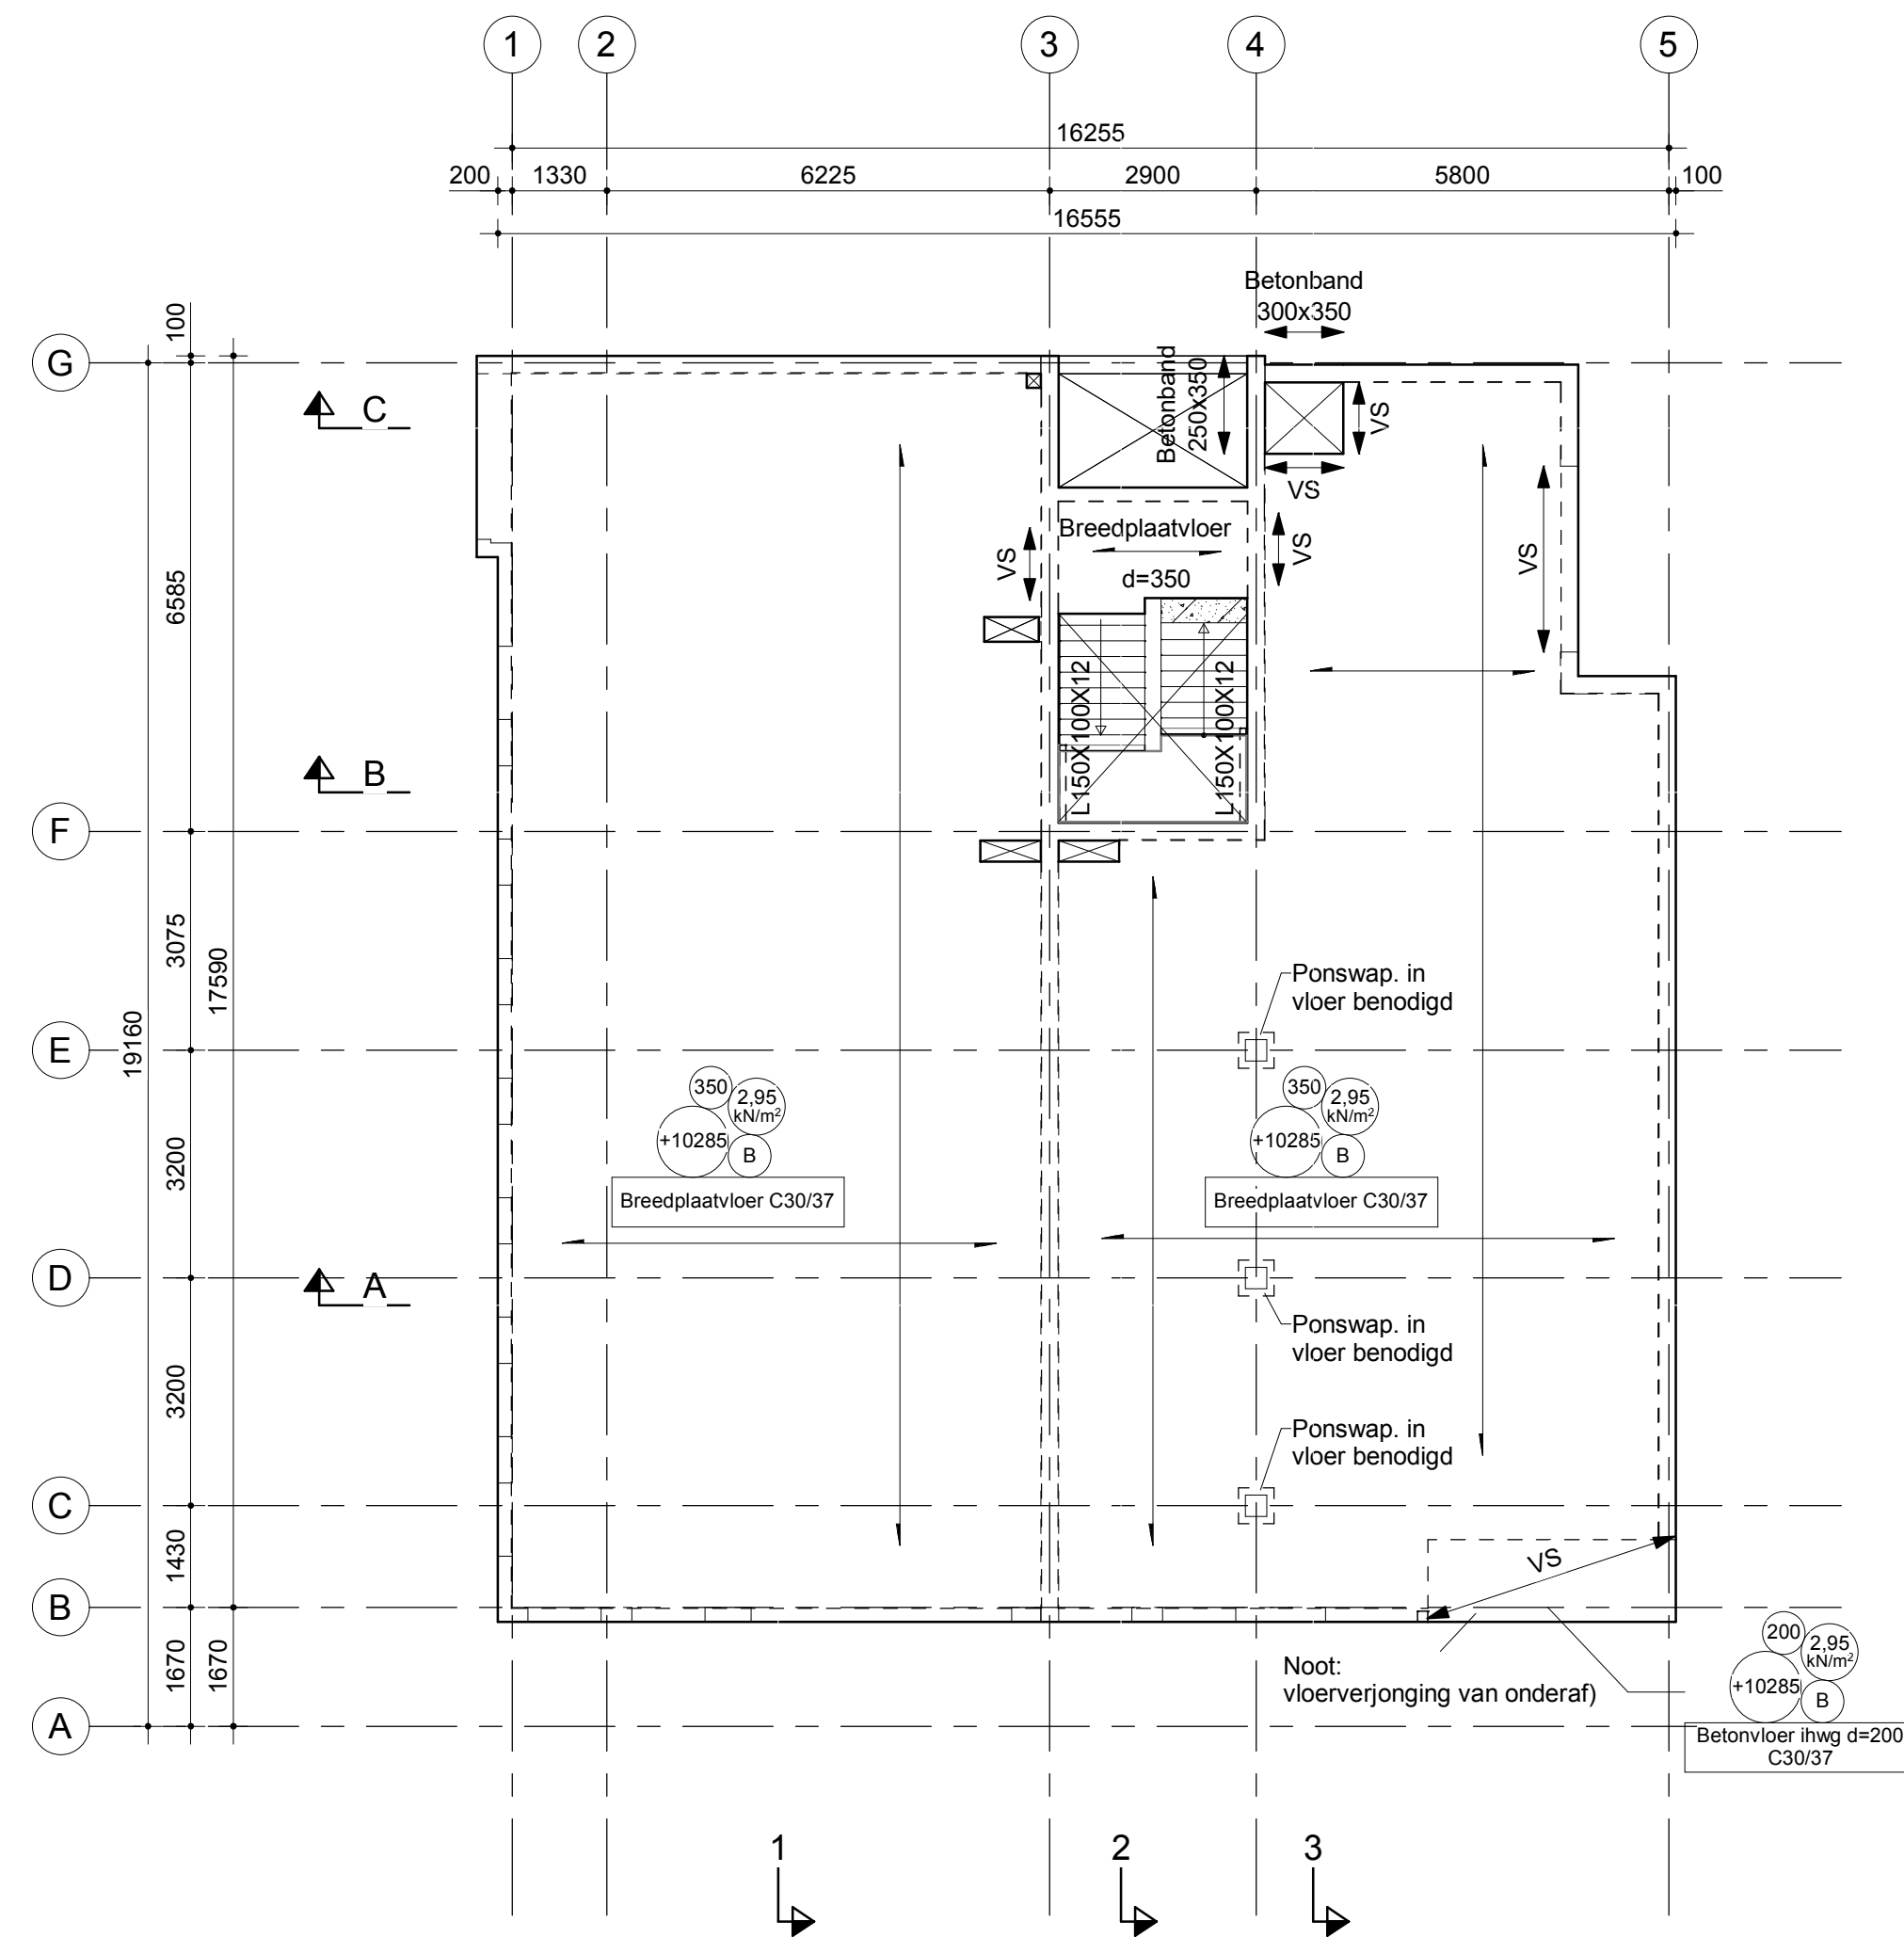 1
2
3
4
5
16255
200
1330
6225
2900
5800
100
16555
Betonband
300x350
G
100
C
Betonband
250x350
VS
VS
Breedplaatvloer
VS
VS
VS
d=350
6585
L150X100X12
L150X100X12
B
F
3075
17590
19160
Ponswap. in
vloer benodigd
E
350
2,95
kN/m²
+10285
B
Breedplaatvloer C30/37
350
2,95
kN/m²
+10285
B
Breedplaatvloer C30/37
3200
D
A
Ponswap. in
vloer benodigd
3200
Ponswap. in
vloer benodigd
C
1430
VS
B
1670
1670
Noot:
vloerverjonging van onderaf)
200
2,95
kN/m²
+10285
B
Betonvloer ihwg d=200
C30/37
A
1
2
3